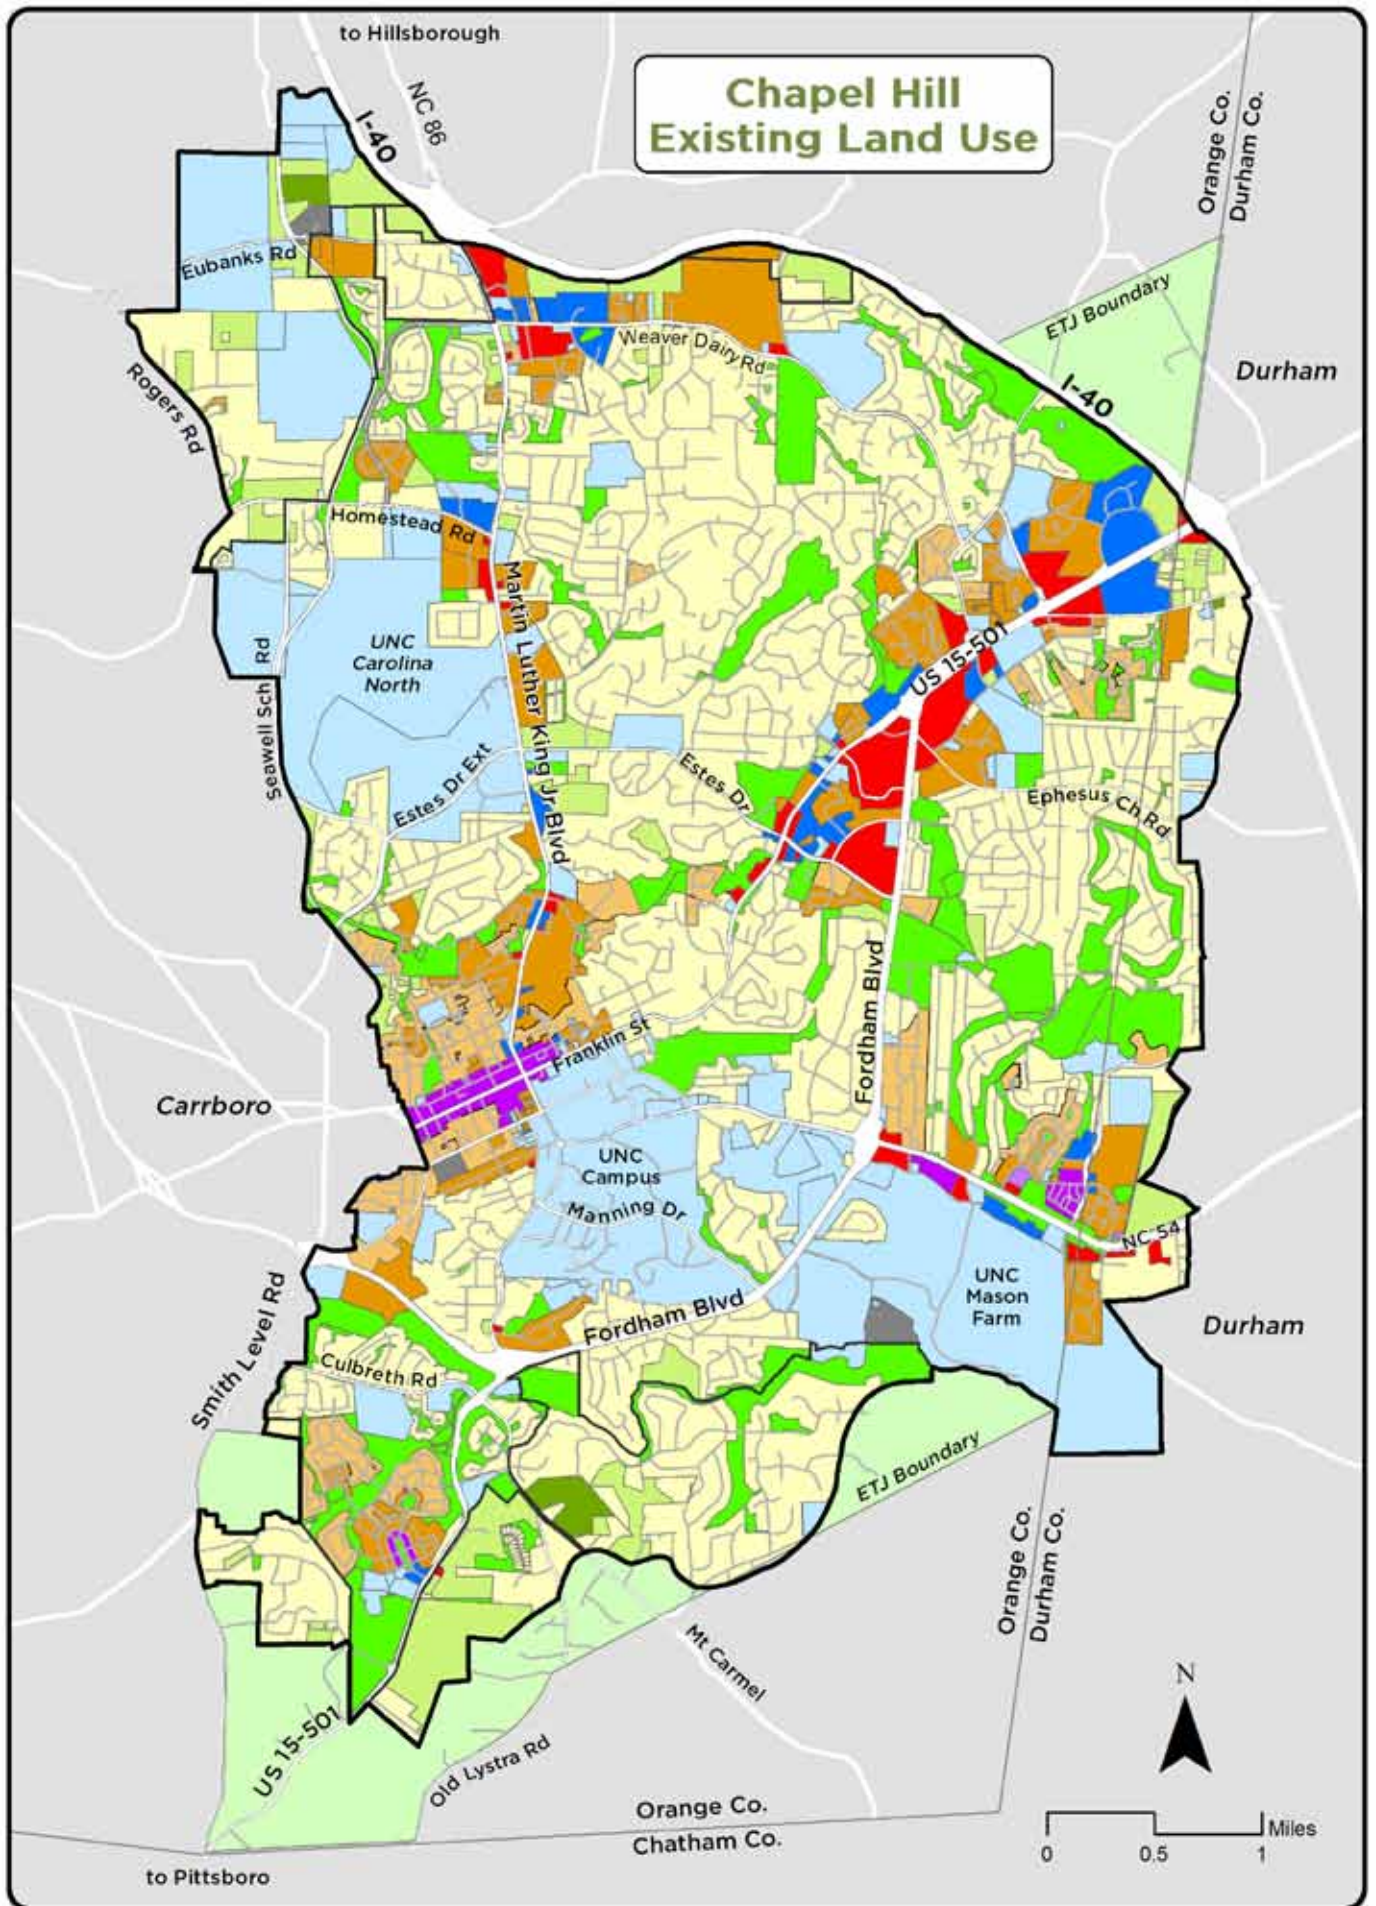 to Hillsborough
NC 86
I-40
Chapel Hill
Existing Land Use
Orange Co.
Durham Co.
Eubanks Rd
ETJ Boundary
Weaver Dairy Rd
Durham
Rogers Rd
I-40
Homestead Rd
Martin Luther King Jr Blvd
UNC
Carolina
North
US 15-501
Seawell Sch Rd
Estes Dr Ext
Estes Dr
Ephesus Ch Rd
Fordham Blvd
Franklin St
Carrboro
UNC
Campus
Manning Dr
NC 54
UNC
Mason
Farm
Smith Level Rd
Fordham Blvd
Durham
Culbreth Rd
ETJ Boundary
Orange Co.
Durham Co.
Mt Carmel
N
US 15-501
Old Lystra Rd
Orange Co.
Chatham Co.
Miles
0 0.5 1
to Pittsboro